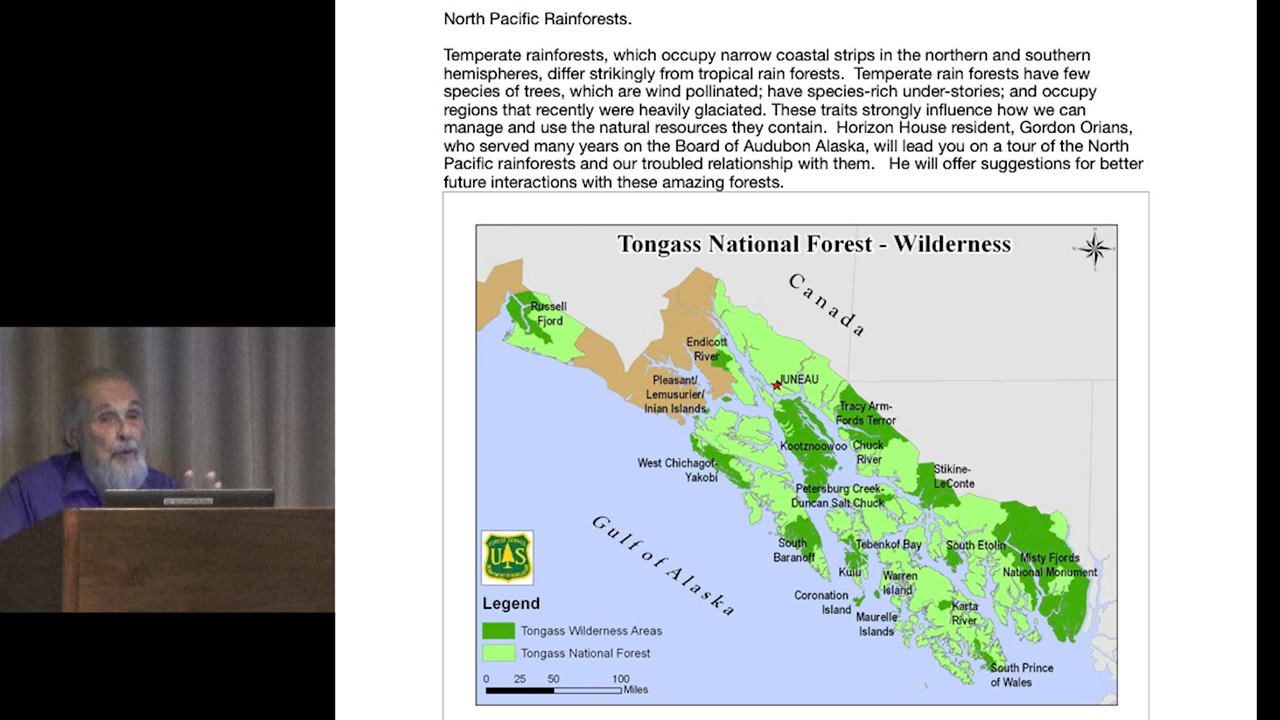 North Pacific Rainforests.
Temperate rainforests, which occupy narrow coastal strips in the northern and southern
hemispheres, differ strikingly from tropical rain forests.  Temperate rain forests have few
species of trees, which are wind pollinated; have species-rich under-stories; and occupy
regions that recently were heavily glaciated. These traits strongly influence how we can
manage and use the natural resources they contain.  Horizon House resident, Gordon Orians,
who served many years on the Board of Audubon Alaska, will lead you on a tour of the North
Pacific rainforests and our troubled relationship with them.   He will offer suggestions for better
future interactions with these amazing forests.
Tongass National Forest - Wilderness
Canada
Russell
Fjord
Endicott
River
JUNEAU
Pleasant/
Lemusurier/
Inian Islands
Tracy Arm-
Fords Terror
Kootznoowoo
Chuck
River
West Chichagof-
Yakobi
Stikine-
LeConte
Petersburg Creek-
Duncan Salt Chuck
Gulf of Alaska
South
Baranoff
Tebenkof Bay
South Etolin
Misty Fjords
National Monument
Kuiu
Warren
Island
Coronation
Island
Maurelle
Islands
Karta
River
South Prince
of Wales
UAS
Legend
Tongass Wilderness Areas
Tongass National Forest
0 25 50 100
Miles